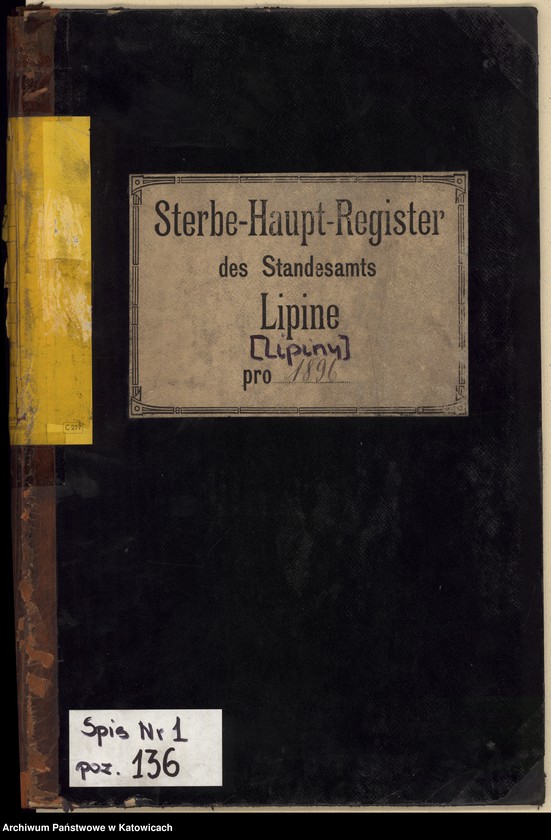 Sterbe-Haupt-Register
des Standesamts
Lipine
[Lipiny]
pro 1896
Spis Nr 1
poz. 136
Archiwum Państwowe w Katowicach